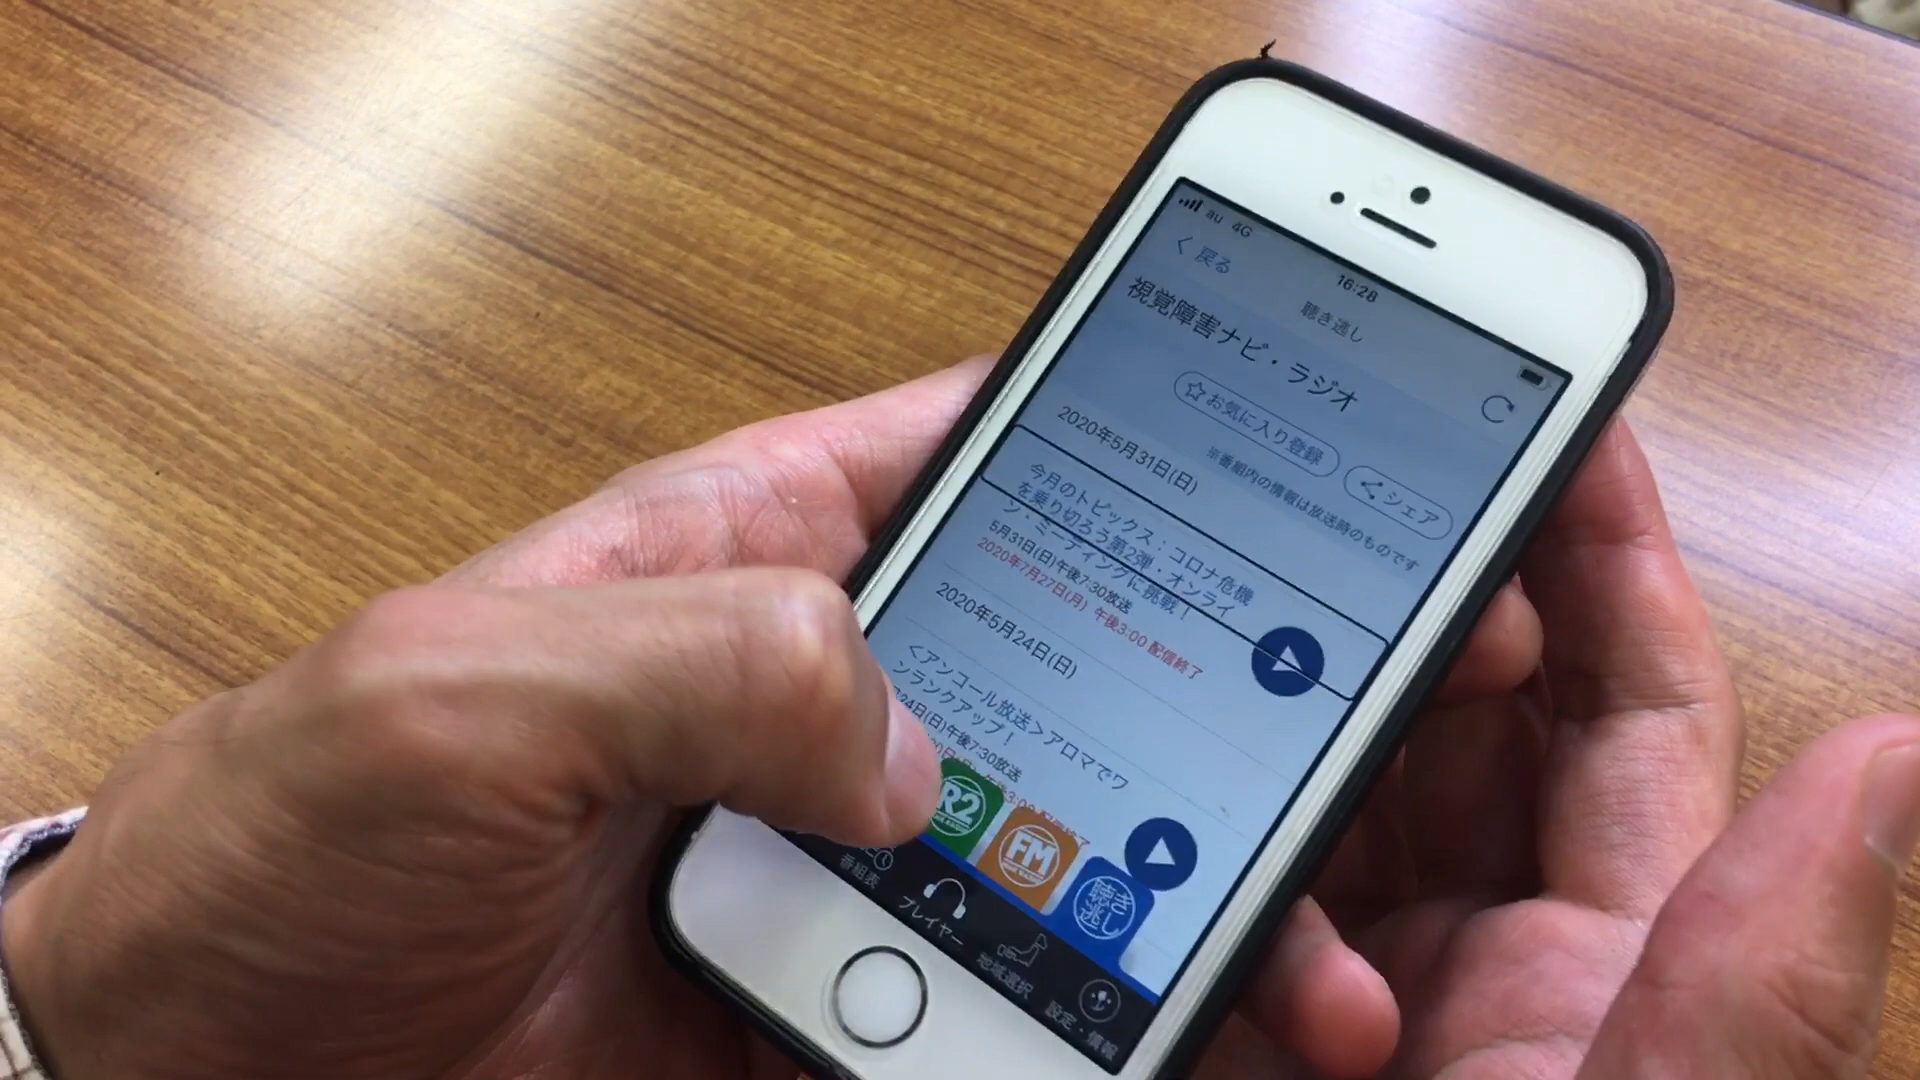 au 4G
16:28
戻る
聴き逃し
視覚障害ナビ・ラジオ
お気に入り登録
シェア
※番組内の情報は放送時のものです
2020年5月31日(日)
今月のトピックス：コロナ危機
を乗り切ろう第2弾・オンライ
ン・ミーティングに挑戦！
5月31日(日)午後7:30放送
2020年7月27日(月) 午後3:00 配信終了
2020年5月24日(日)
＜アンコール放送＞アロマでワ
ンランクアップ！
24日(日)午後7:30放送
R2
FM
聴き
逃し
番組表
プレイヤー
地域選択
設定・情報